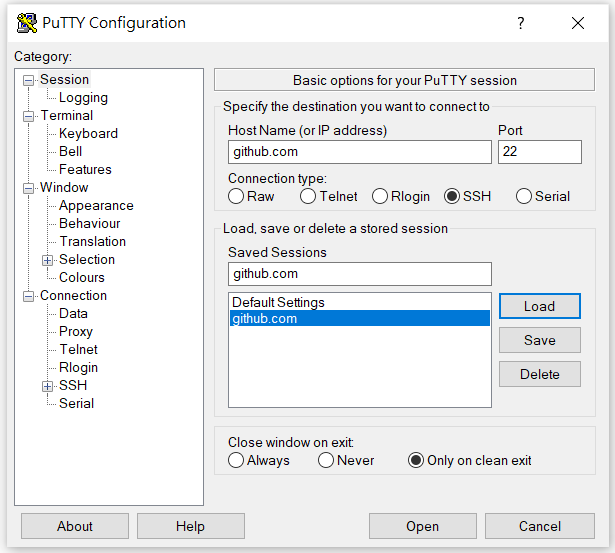 PuTTY Configuration
?
Category:
Session
Logging
Terminal
Keyboard
Bell
Features
Window
Appearance
Behaviour
Translation
Selection
Colours
Connection
Data
Proxy
Telnet
Rlogin
SSH
Serial
Basic options for your PuTTY session
Specify the destination you want to connect to
Host Name (or IP address) Port
github.com 22
Connection type:
Raw Telnet Rlogin SSH Serial
Load, save or delete a stored session
Saved Sessions
github.com
Default Settings
github.com
Load
Save
Delete
Close window on exit:
Always Never Only on clean exit
About Help Open Cancel